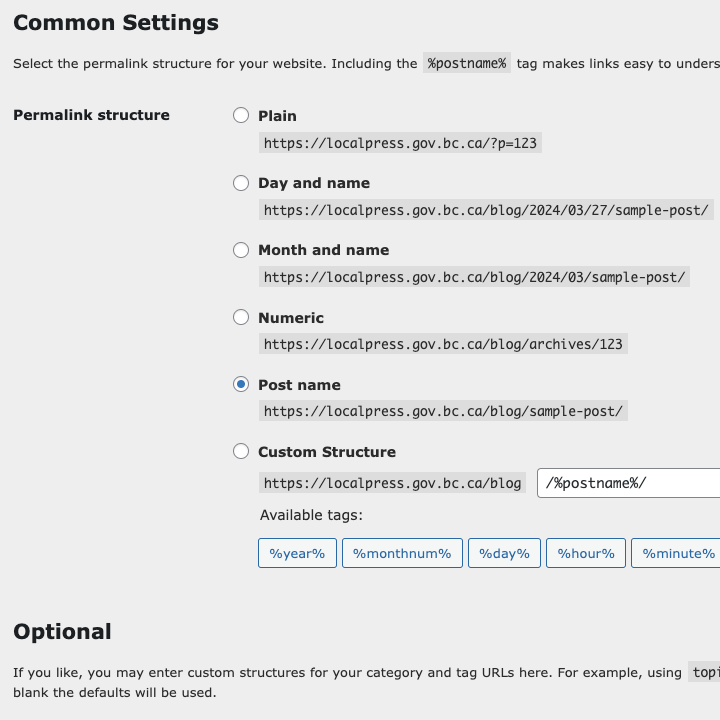 Common Settings
Select the permalink structure for your website. Including the %postname% tag makes links easy to
Permalink structure
Plain
https://localpress.gov.bc.ca/?p=123
Day and name
https://localpress.gov.bc.ca/blog/2024/03/27/sample-post/
Month and name
https://localpress.gov.bc.ca/blog/2024/03/sample-post/
Numeric
https://localpress.gov.bc.ca/blog/archives/123
Post name
https://localpress.gov.bc.ca/blog/sample-post/
Custom Structure
https://localpress.gov.bc.ca/blog /%postname%/
Available tags:
%year% %monthnum% %day% %hour% %minute%
Optional
If you like, you may enter custom structures for your category and tag URLs here. For example, using
blank the defaults will be used.